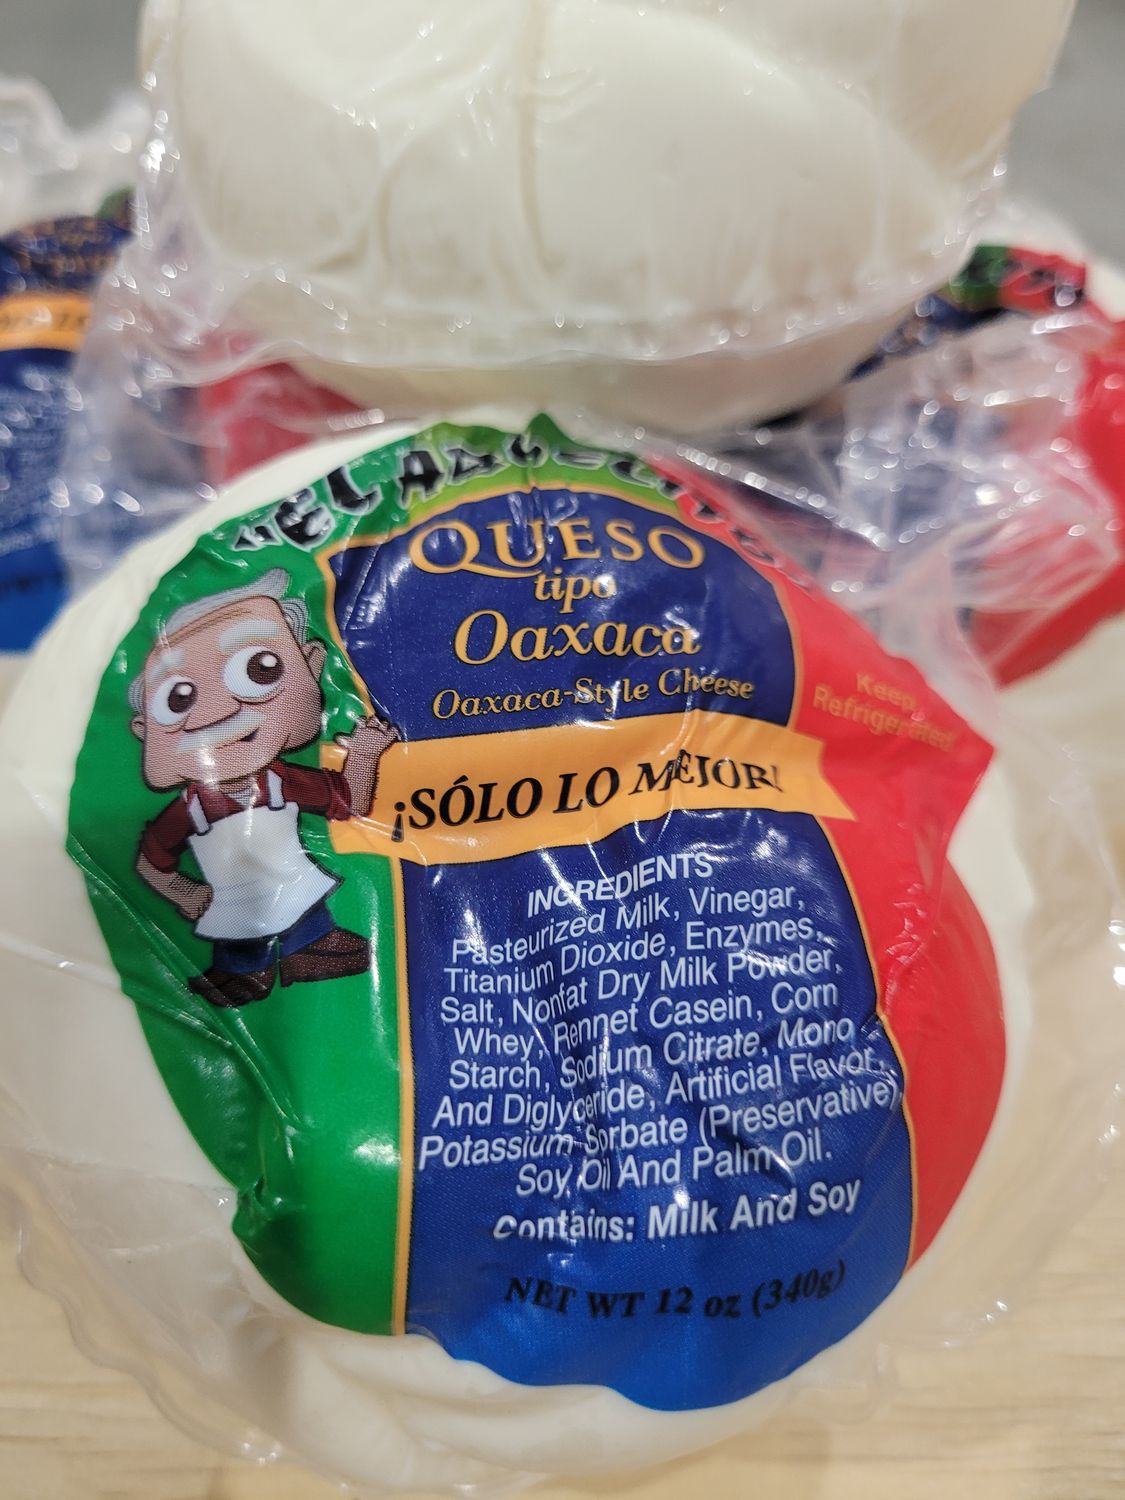 QUESO
tipo
Oaxaca
Oaxaca-Style Cheese
Keep
Refrigerated
¡SÓLO LO MEJOR!
INGREDIENTS
Pasteurized Milk, Vinegar,
Titanium Dioxide, Enzymes,
Salt, Nonfat Dry Milk Powder,
Whey, Rennet Casein, Corn
Starch, Sodium Citrate, Mono
And Diglyceride, Artificial Flavor,
Potassium Sorbate (Preservative),
Soy Oil And Palm Oil.
Contains: Milk And Soy
NET WT 12 oz (340g)